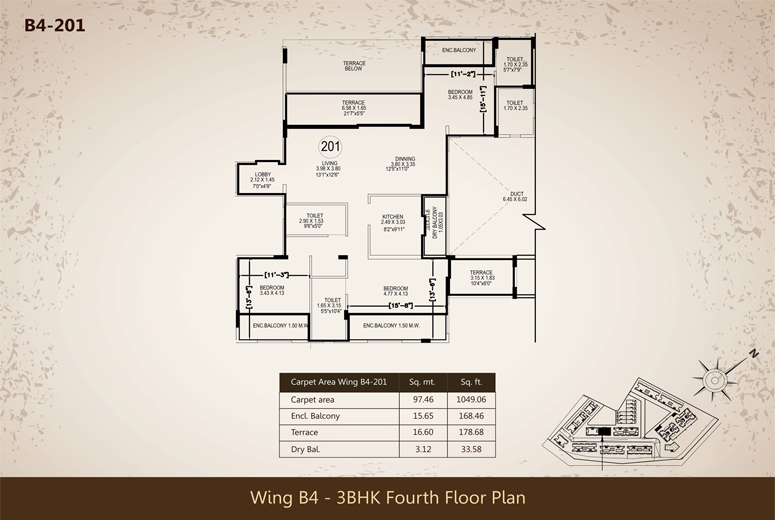 B4-201
TERRACE
BELOW
ENC.BALCONY
TOILET
1.70 X 2.35
5'7"x7'9"
[11'-2"]
BEDROOM
3.45 X 4.85
[15'-11"]
TERRACE
6.58 X 1.65
21'7"x5'5"
TOILET
1.70 X 2.35
201
LIVING
3.98 X 3.80
13'1"x12'6"
DINNING
3.80 X 3.35
12'5"x11'0"
LOBBY
2.12 X 1.45
7'0"x4'9"
DUCT
6.45 X 6.02
TOILET
2.90 X 1.53
9'6"x5'0"
KITCHEN
2.49 X 3.03
8'2"x9'11"
DRY BALCONY
1.05X3.03
TERRACE
3.15 X 1.83
10'4"x6'0"
[11'-3"]
BEDROOM
3.43 X 4.13
[13'-6"]
TOILET
1.65 X 3.15
5'5"x10'4"
BEDROOM
4.77 X 4.13
[15'-8"]
[13'-6"]
ENC.BALCONY 1.50 M.W.
ENC.BALCONY 1.50 M.W.
Carpet Area Wing B4-201 Sq. mt. Sq. ft.
Carpet area 97.46 1049.06
Encl. Balcony 15.65 168.46
Terrace 16.60 178.68
Dry Bal. 3.12 33.58
N
Wing B4 - 3BHK Fourth Floor Plan